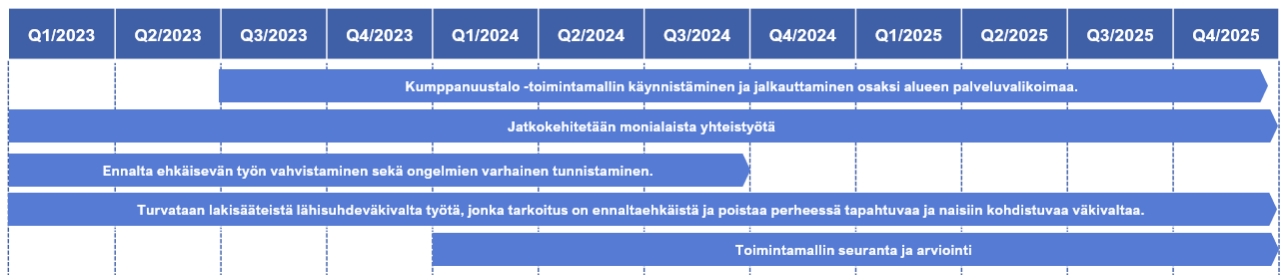 Q1/2023 Q2/2023 Q3/2023 Q4/2023 Q1/2024 Q2/2024 Q3/2024 Q4/2024 Q1/2025 Q2/2025 Q3/2025 Q4/2025
Kumppanuustalo -toimintamallin käynnistäminen ja jalkauttaminen osaksi alueen palveluvalikoimaa.
Jatkokehitetään monialaista yhteistyötä
Ennalta ehkäisevän työn vahvistaminen sekä ongelmien varhainen tunnistaminen.
Turvataan lakisääteistä lähisuhdeväkivalta työtä, jonka tarkoitus on ennaltaehkäistä ja poistaa perheessä tapahtuvaa ja naisiin kohdistuvaa väkivaltaa.
Toimintamallin seuranta ja arviointi